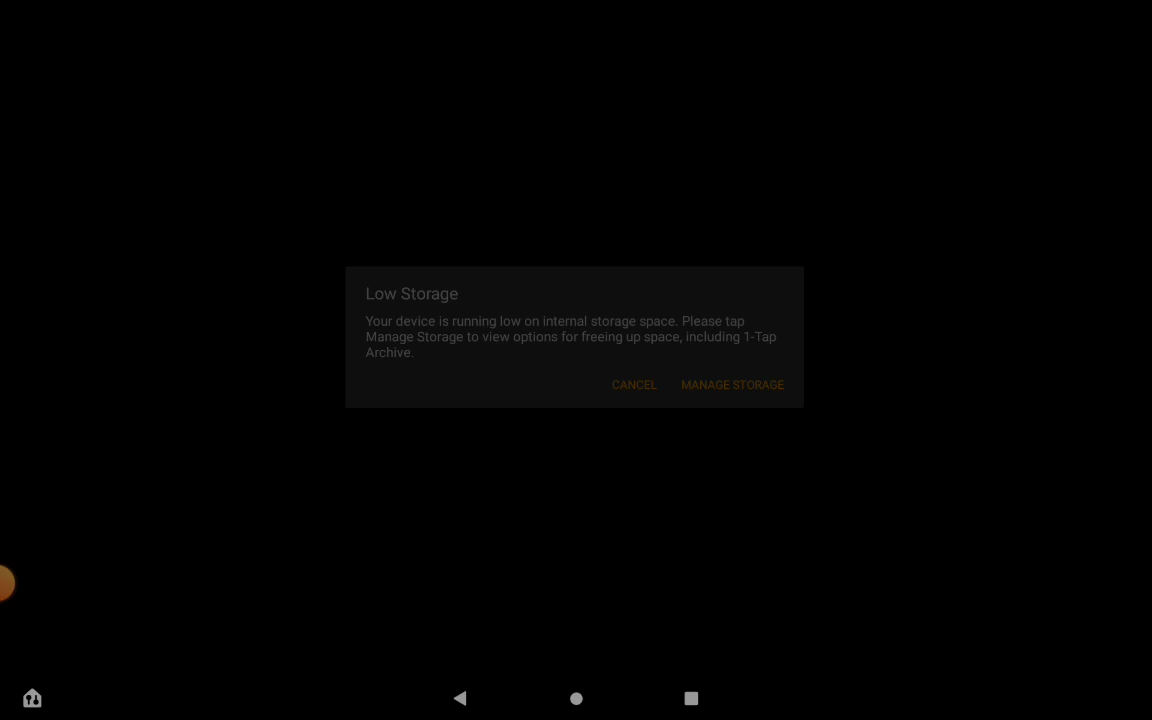 Low Storage
Your device is running low on internal storage space. Please tap
Manage Storage to view options for freeing up space, including 1-Tap
Archive.
CANCEL MANAGE STORAGE